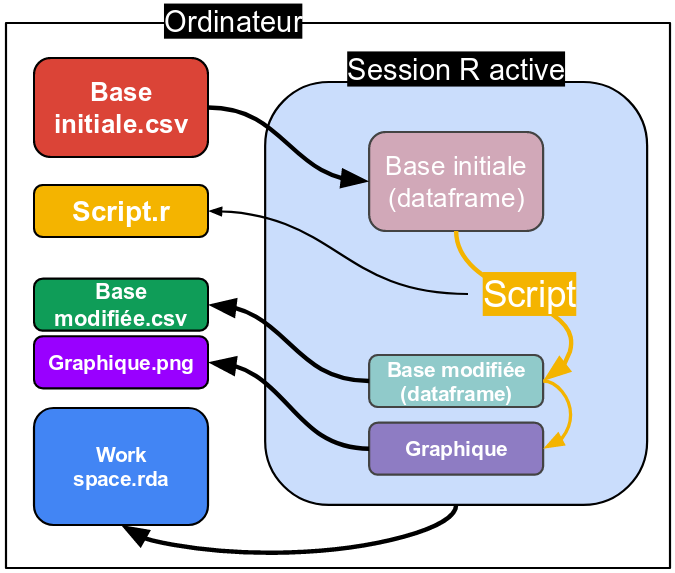 Ordinateur
Session R active
Base
initiale.csv
Script.r
Base
modifiée.csv
Graphique.png
Work
space.rda
Base initiale
(dataframe)
Script
Base modifiée
(dataframe)
Graphique